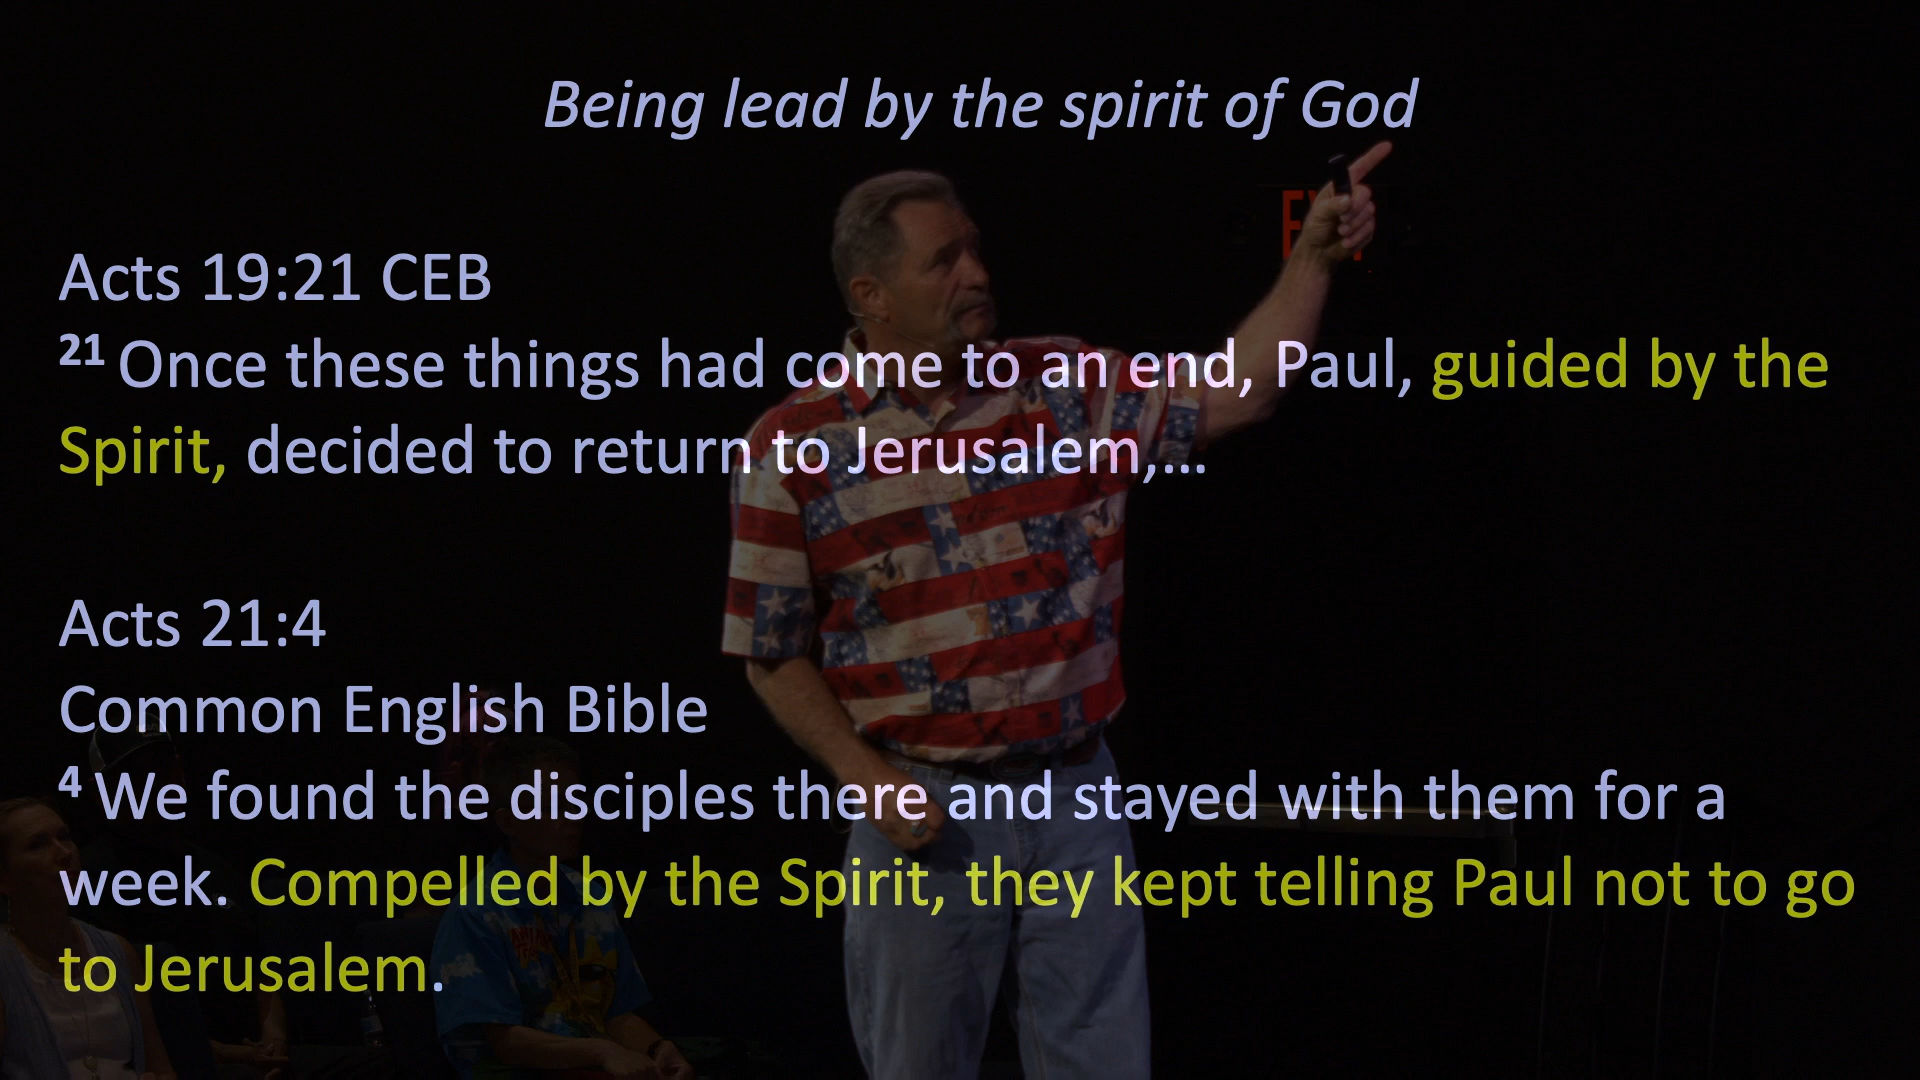 Being lead by the spirit of God
Acts 19:21 CEB
21 Once these things had come to an end, Paul, guided by the
Spirit, decided to return to Jerusalem,...
Acts 21:4
Common English Bible
4 We found the disciples there and stayed with them for a
week. Compelled by the Spirit, they kept telling Paul not to go
to Jerusalem.